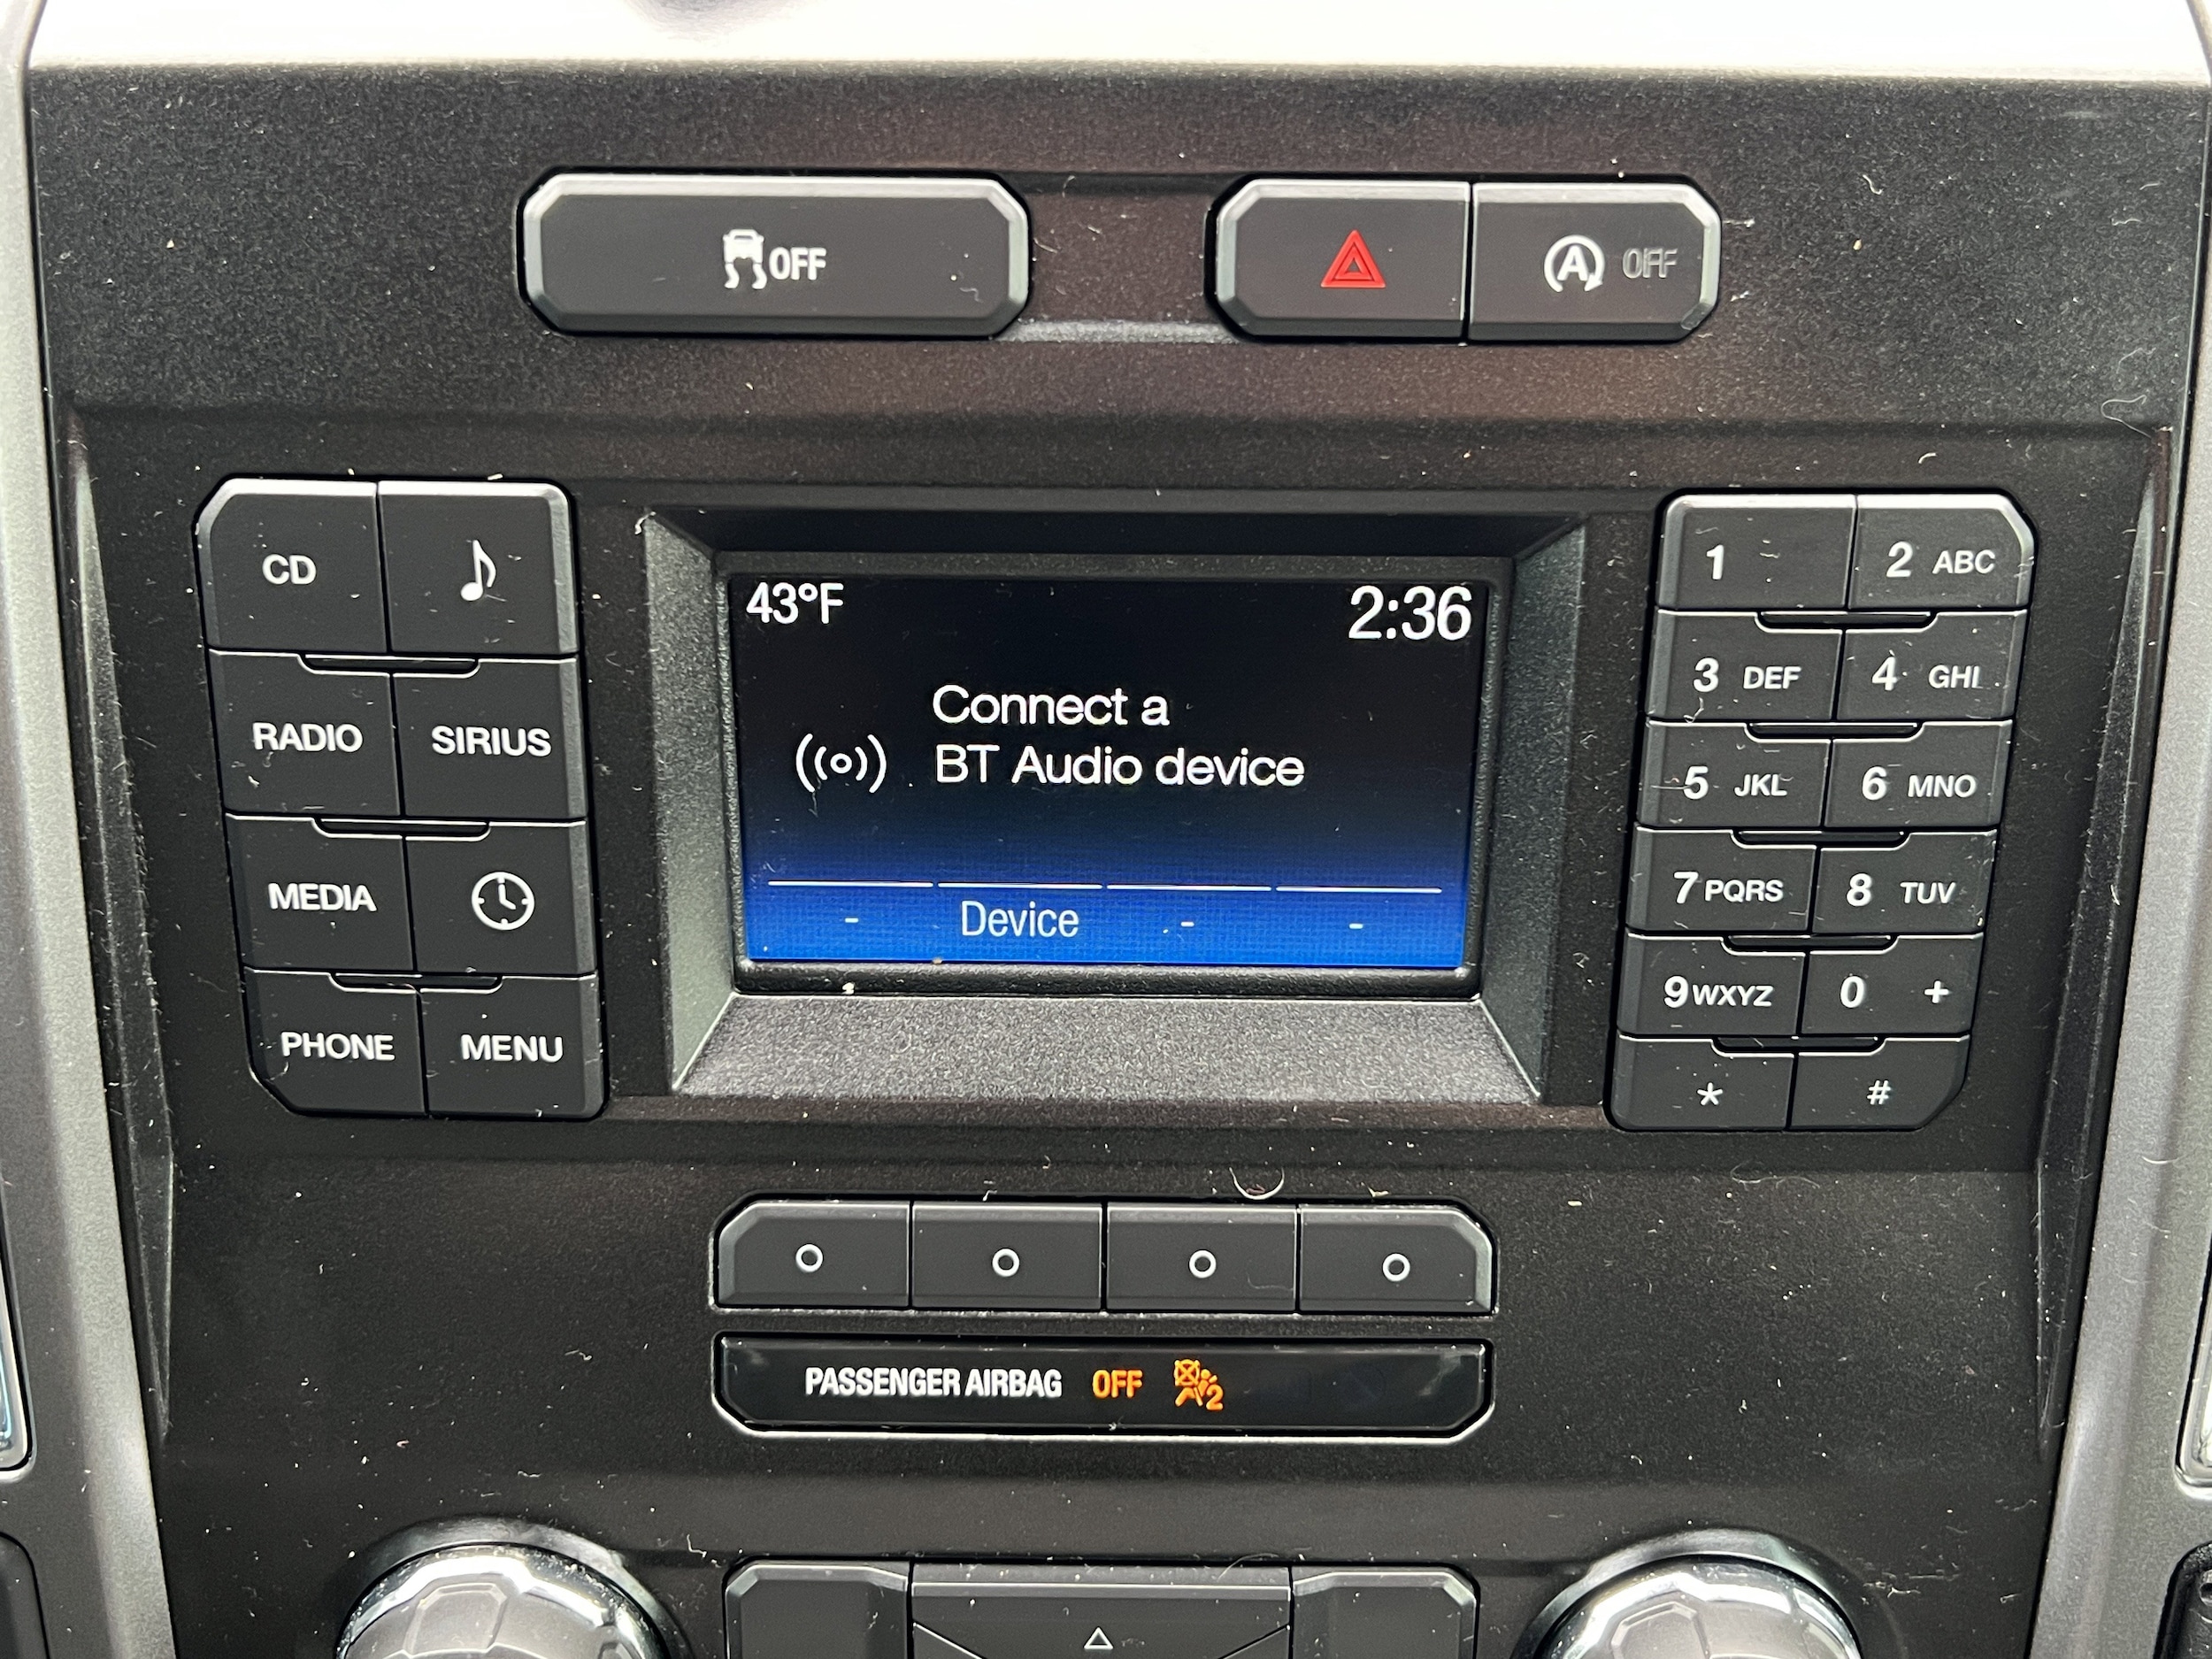 OFF
A OFF
CD
RADIO SIRIUS
MEDIA
PHONE MENU
43°F 2:36
Connect a
BT Audio device
- Device - -
1 2 ABC
3 DEF 4 GHI
5 JKL 6 MNO
7 PQRS 8 TUV
9 WXYZ 0 +
* #
PASSENGER AIRBAG OFF 2